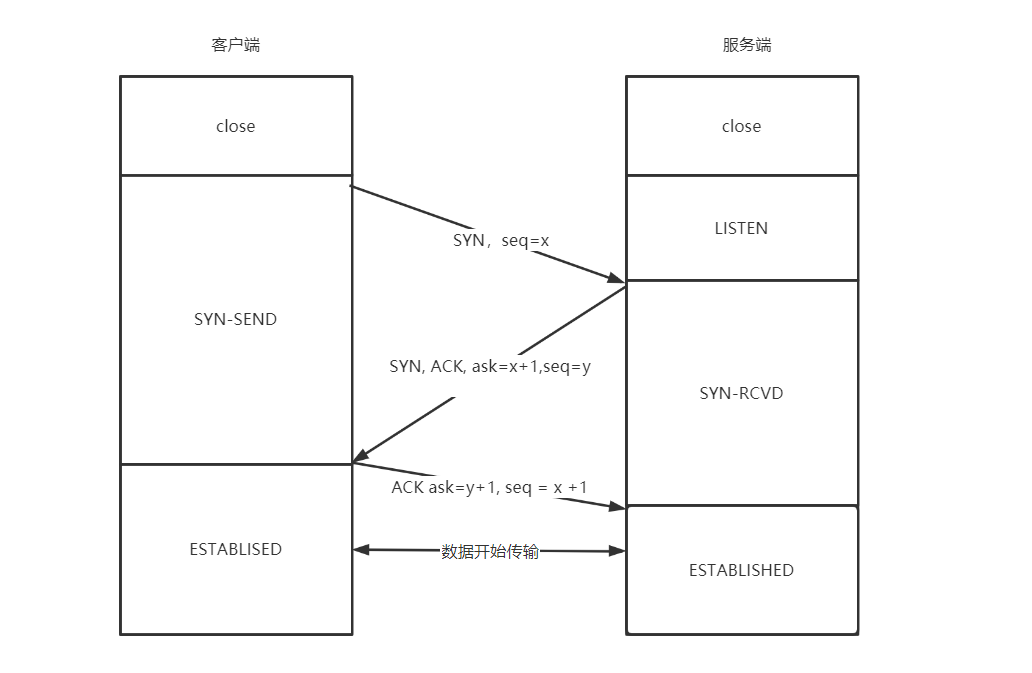 客户端
服务端
close
close
LISTEN
SYN，seq=x
SYN-SEND
SYN, ACK, ask=x+1,seq=y
SYN-RCVD
ACK ask=y+1, seq = x +1
ESTABLISED
数据开始传输
ESTABLISHED